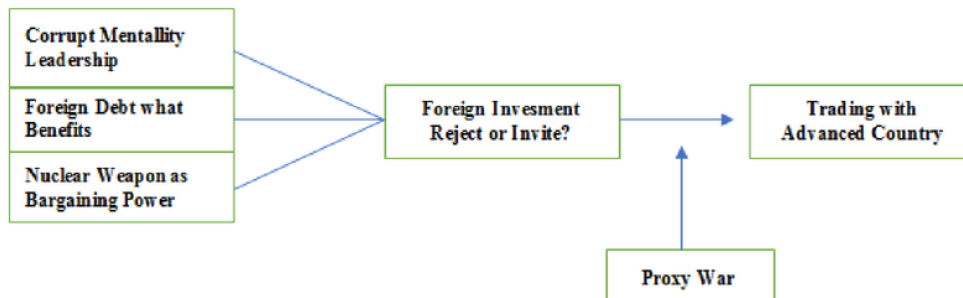 Corrupt Mentallity
Leadership
Foreign Debt what
Benefits
Nuclear Weapon as
Bargaining Power
Foreign Invesment
Reject or Invite?
Trading with
Advanced Country
Proxy War